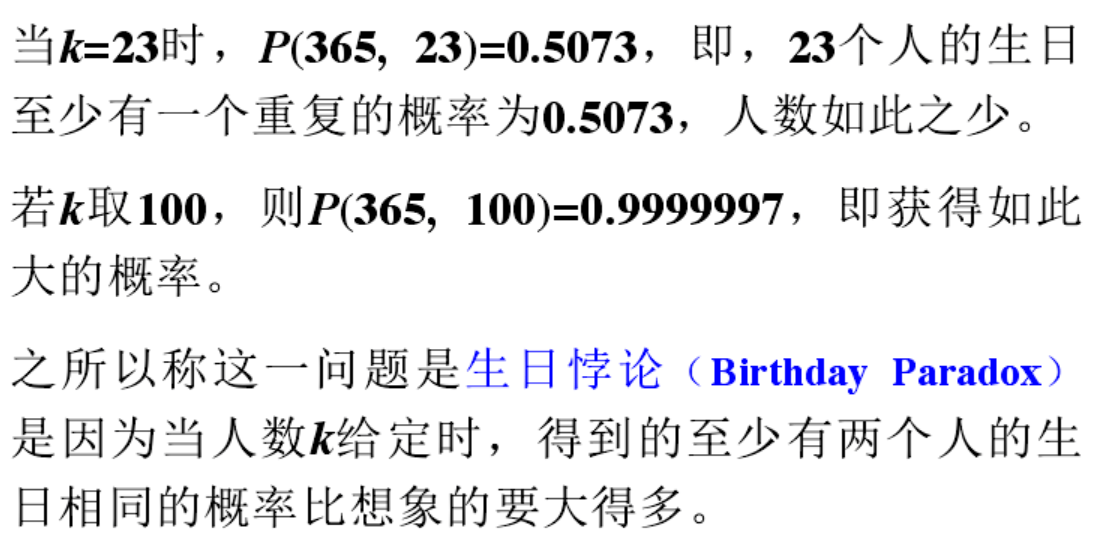 当k=23时，P(365, 23)=0.5073，即，23个人的生日
至少有一个重复的概率为0.5073，人数如此之少。
若k取100，则P(365, 100)=0.9999997，即获得如此
大的概率。
之所以称这一问题是生日悖论（Birthday Paradox）
是因为当人数k给定时，得到的至少有两个人的生
日相同的概率比想象的要大得多。